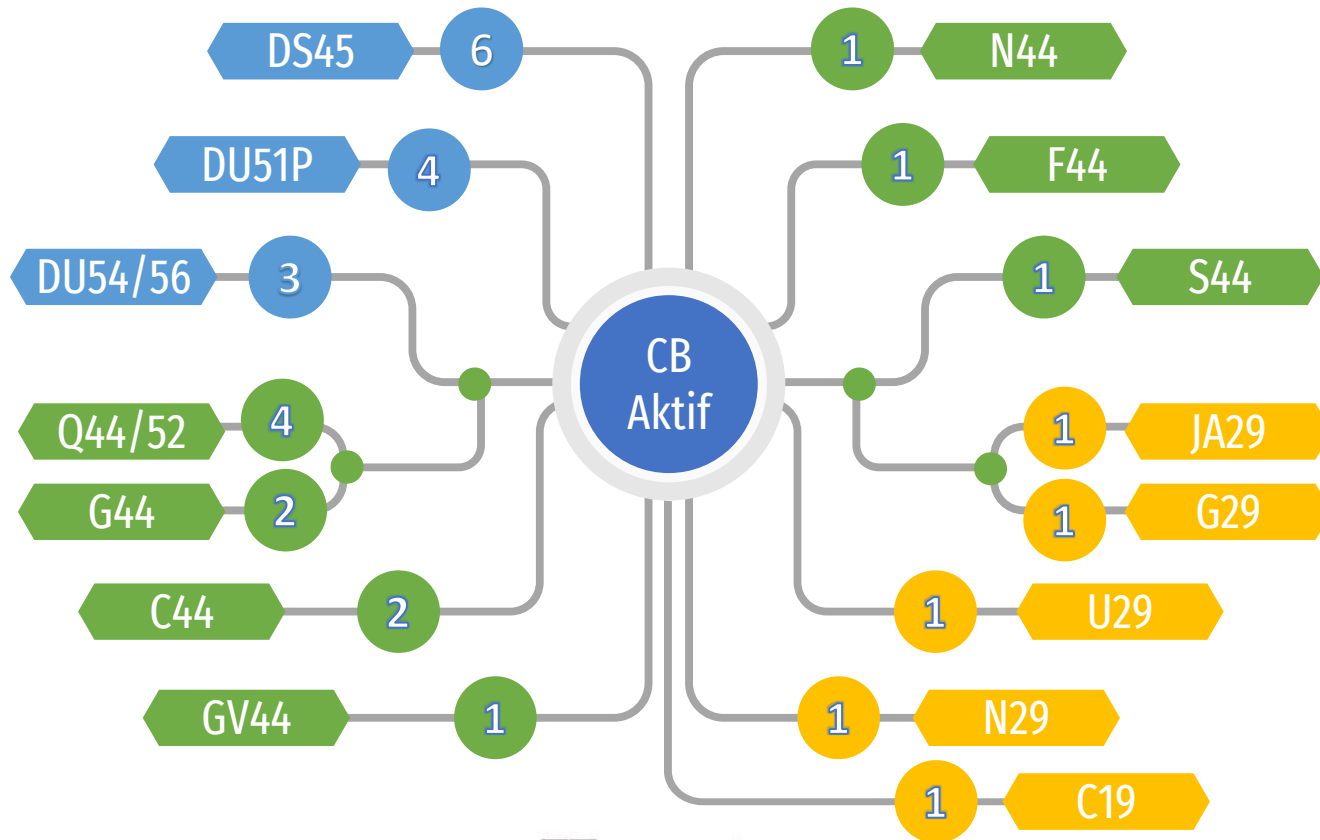 DS45 6
DU51P 4
DU54/56 3
Q44/52 4
G44 2
C44 2
GV44 1
CB
Aktif
1 N44
1 F44
1 S44
1 JA29
1 G29
1 U29
1 N29
1 C19